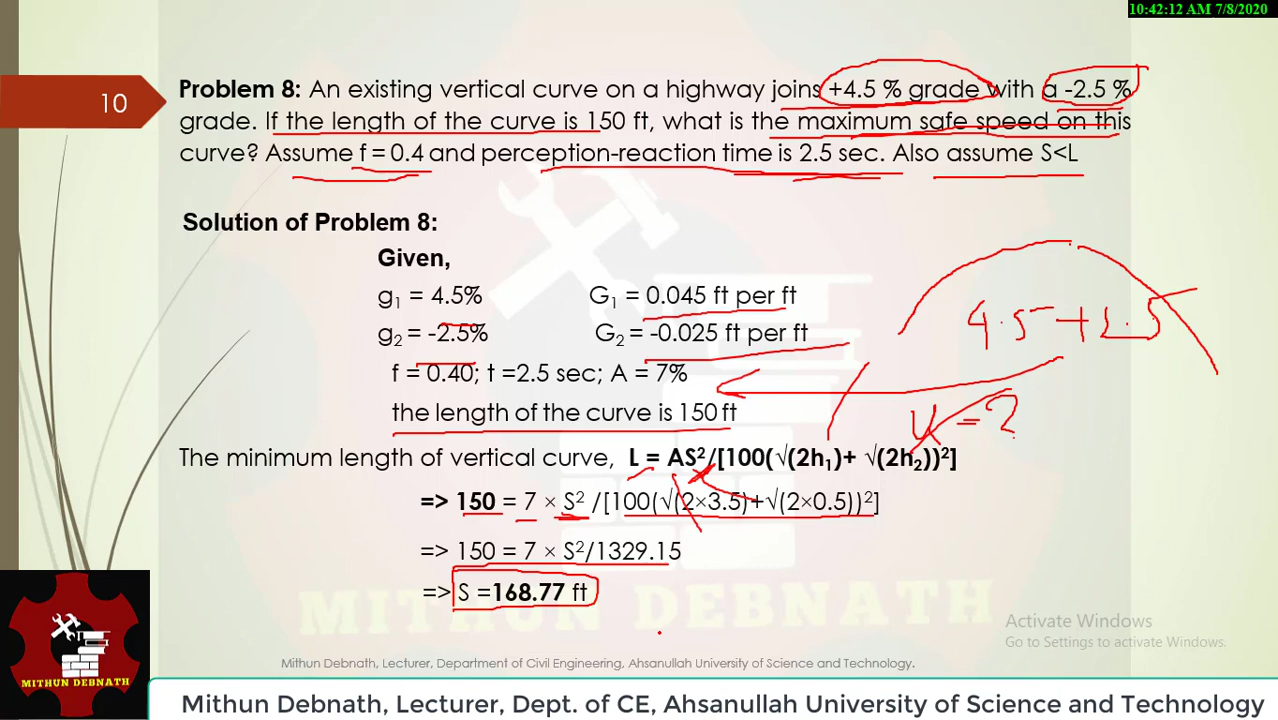 10:42:12 AM 7/8/2020
10
Problem 8: An existing vertical curve on a highway joins +4.5 % grade with a -2.5 %
grade. If the length of the curve is 150 ft, what is the maximum safe speed on this
curve? Assume f = 0.4 and perception-reaction time is 2.5 sec. Also assume S<L
Solution of Problem 8:
Given,
g₁ = 4.5% G₁ = 0.045 ft per ft
g₂ = -2.5% G₂ = -0.025 ft per ft
4.5+2.5
f = 0.40; t =2.5 sec; A = 7%
the length of the curve is 150 ft
= ?
The minimum length of vertical curve, L = AS²/[100(√(2h₁)+ √(2h₂))²]
=> 150 = 7 × S² /[100(√(2×3.5)+√(2×0.5))²]
=> 150 = 7 × S²/1329.15
=> S =168.77 ft
MITHUN DEBNATH
Activate Windows
Go to Settings to activate Windows.
MITHUN DEBNATH
Mithun Debnath, Lecturer, Department of Civil Engineering, Ahsanullah University of Science and Technology.
Mithun Debnath, Lecturer, Dept. of CE, Ahsanullah University of Science and Technology